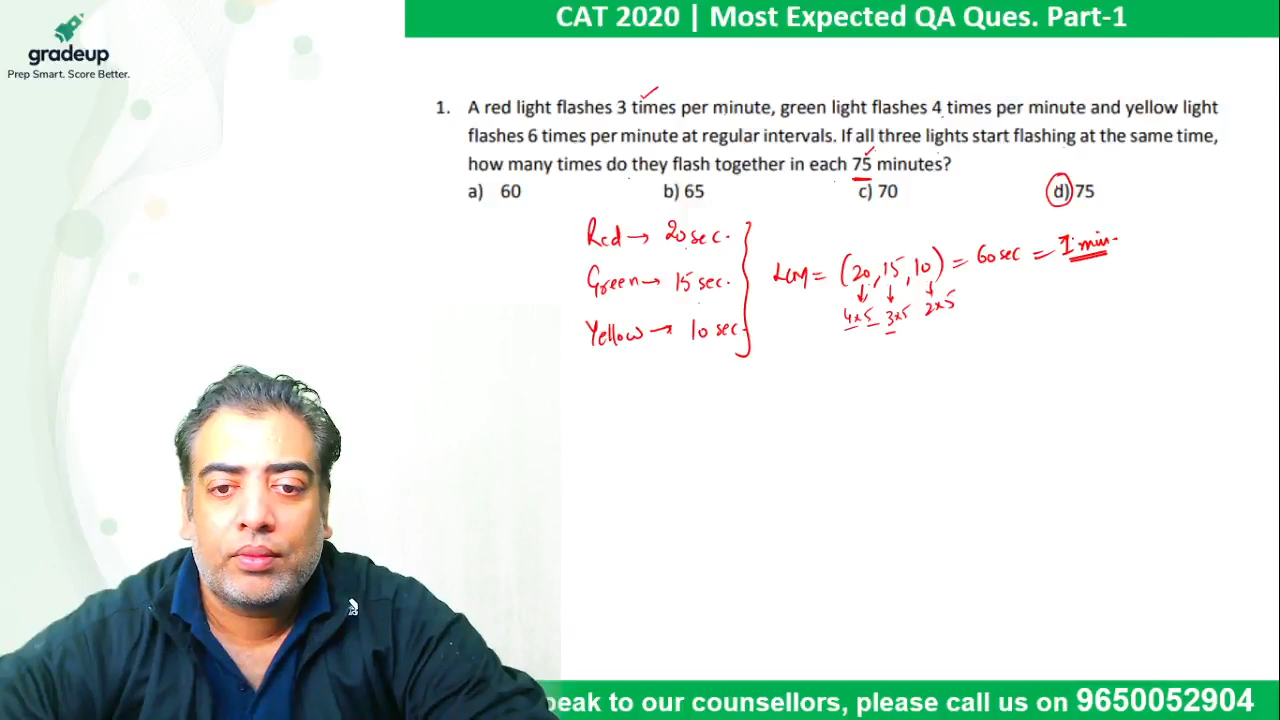 CAT 2020 | Most Expected QA Ques. Part-1
gradeup
Prep Smart. Score Better.
1. A red light flashes 3 times per minute, green light flashes 4 times per minute and yellow light
flashes 6 times per minute at regular intervals. If all three lights start flashing at the same time,
how many times do they flash together in each 75 minutes?
a) 60 b) 65 c) 70 d) 75
Red → 20 sec.
Green → 15 sec.
Yellow → 10 sec.
LCM = (20, 15, 10) = 60 sec = 1 min.
4×5 3×5 2×5
peak to our counsellors, please call us on 9650052904